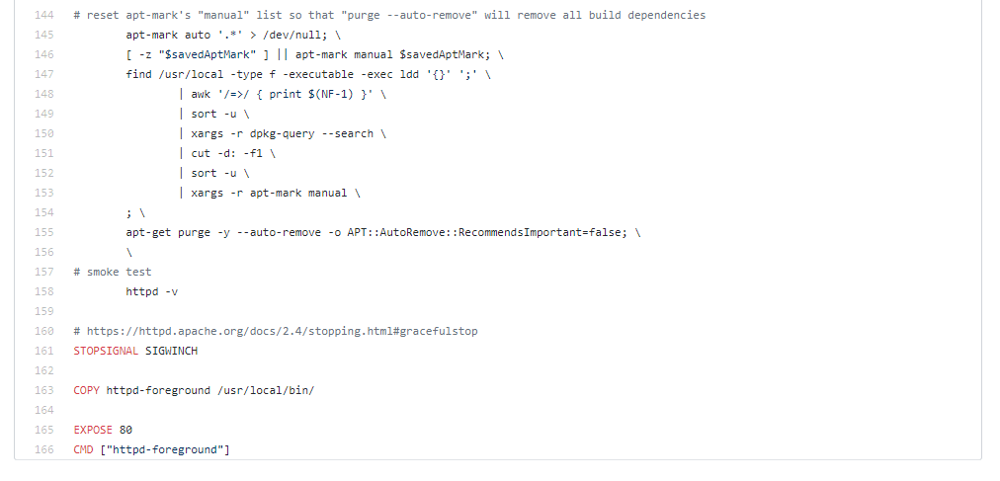 144 # reset apt-mark's "manual" list so that "purge --auto-remove" will remove all build dependencies
145 apt-mark auto '.*' > /dev/null; \
146 [ -z "$savedAptMark" ] || apt-mark manual $savedAptMark; \
147 find /usr/local -type f -executable -exec ldd '{}' ';' \
148 | awk '/=>/ { print $(NF-1) }' \
149 | sort -u \
150 | xargs -r dpkg-query --search \
151 | cut -d: -f1 \
152 | sort -u \
153 | xargs -r apt-mark manual \
154 ; \
155 apt-get purge -y --auto-remove -o APT::AutoRemove::RecommendsImportant=false; \
156 \
157 # smoke test
158 httpd -v
159
160 # https://httpd.apache.org/docs/2.4/stopping.html#gracefulstop
161 STOPSIGNAL SIGWINCH
162
163 COPY httpd-foreground /usr/local/bin/
164
165 EXPOSE 80
166 CMD ["httpd-foreground"]